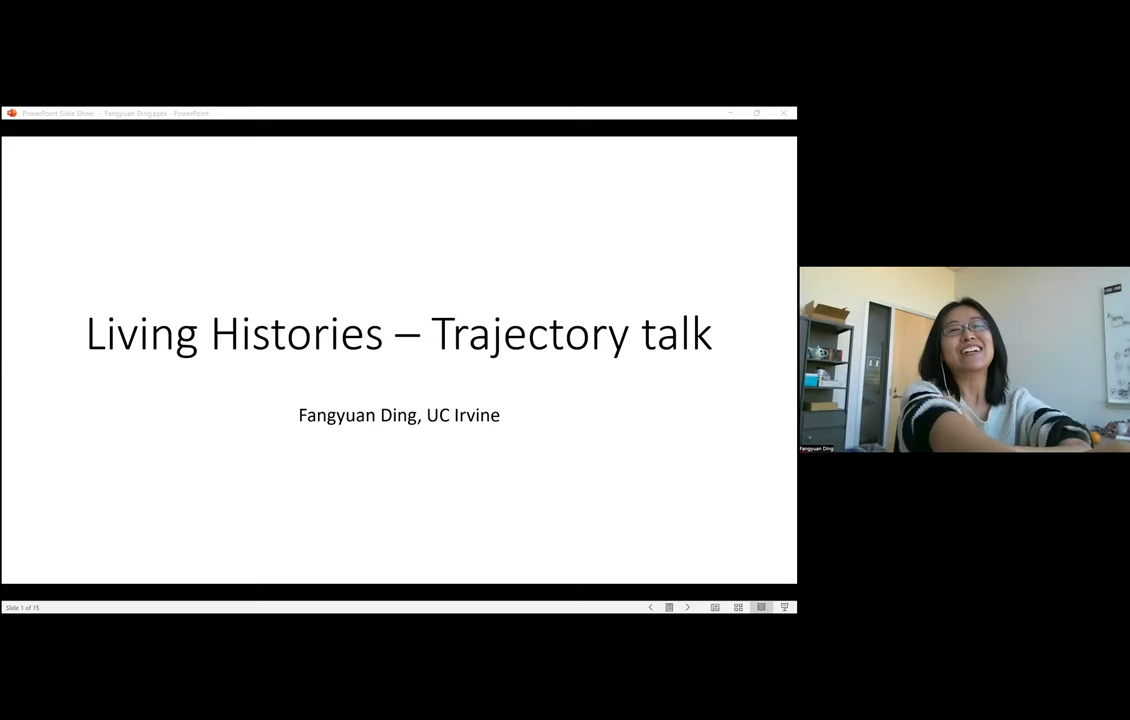 PowerPoint Slide Show - Fangyuan Ding.pptx - PowerPoint
Living Histories – Trajectory talk
Fangyuan Ding, UC Irvine
Fangyuan Ding
Slide 1 of 15